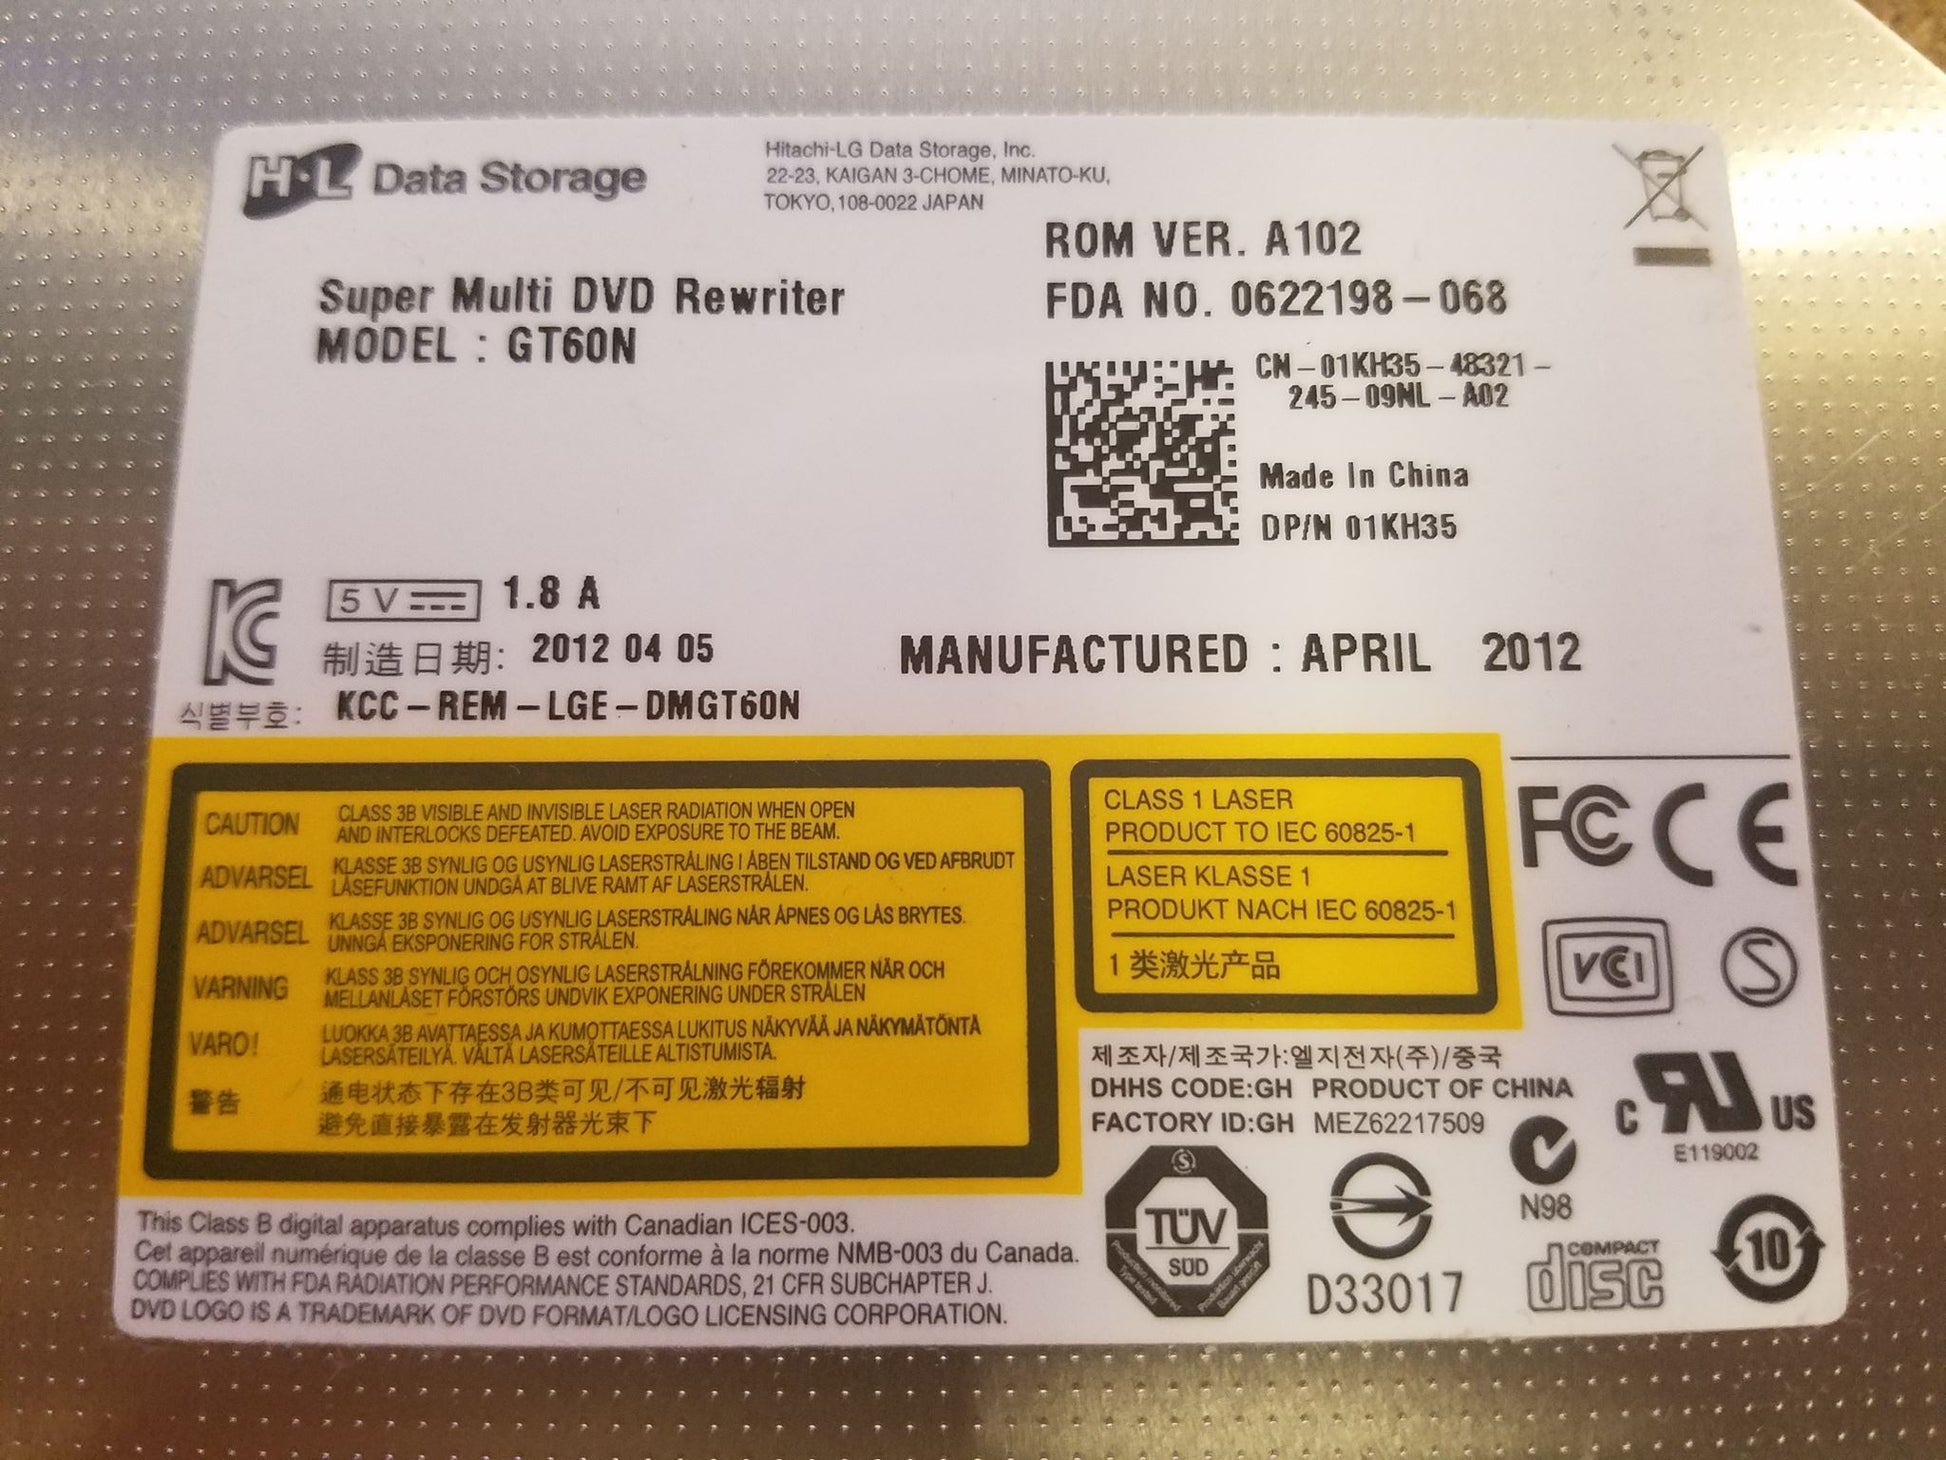 H·L Data Storage
Hitachi-LG Data Storage, Inc.
22-23, KAIGAN 3-CHOME, MINATO-KU,
TOKYO,108-0022 JAPAN
Super Multi DVD Rewriter
MODEL : GT60N
ROM VER. A102
FDA NO. 0622198-068
CN-01KH35-48321-
245-09NL-A02
Made In China
DP/N 01KH35
5 V 1.8 A
制造日期: 2012 04 05
식별부호: KCC-REM-LGE-DMGT60N
MANUFACTURED : APRIL 2012
CAUTION CLASS 3B VISIBLE AND INVISIBLE LASER RADIATION WHEN OPEN
AND INTERLOCKS DEFEATED. AVOID EXPOSURE TO THE BEAM.
ADVARSEL KLASSE 3B SYNLIG OG USYNLIG LASERSTRÅLING I ÅBEN TILSTAND OG VED AFBRUDT
LÅSEFUNKTION UNDGÅ AT BLIVE RAMT AF LASERSTRÅLEN.
ADVARSEL KLASSE 3B SYNLIG OG USYNLIG LASERSTRÅLING NÅR ÅPNES OG LÅS BRYTES.
UNNGÅ EKSPONERING FOR STRÅLEN.
VARNING KLASS 3B SYNLIG OCH OSYNLIG LASERSTRÅLNING FÖREKOMMER NÄR OCH
MELLANLÅSET FÖRSTÖRS UNDVIK EXPONERING UNDER STRÅLEN
VARO! LUOKKA 3B AVATTAESSA JA KUMOTTAESSA LUKITUS NÄKYVÄÄ JA NÄKYMÄTÖNTÄ
LASERSÄTEILYÄ. VÄLTÄ LASERSÄTEILLE ALTISTUMISTA.
警告 通电状态下存在3B类可见/不可见激光辐射
避免直接暴露在发射器光束下
CLASS 1 LASER
PRODUCT TO IEC 60825-1
LASER KLASSE 1
PRODUKT NACH IEC 60825-1
1 类激光产品
FC CE
VCI S
제조자/제조국가:엘지전자(주)/중국
DHHS CODE:GH PRODUCT OF CHINA
FACTORY ID:GH MEZ62217509
C UR US
E119002
N98
TÜV
SÜD
D33017
COMPACT
disc
10
This Class B digital apparatus complies with Canadian ICES-003.
Cet appareil numérique de la classe B est conforme à la norme NMB-003 du Canada.
COMPLIES WITH FDA RADIATION PERFORMANCE STANDARDS, 21 CFR SUBCHAPTER J.
DVD LOGO IS A TRADEMARK OF DVD FORMAT/LOGO LICENSING CORPORATION.